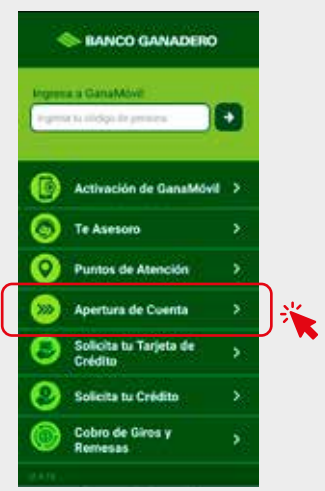 BANCO GANADERO
Ingresa a GanaMóvil
Ingresa tu código de persona
Activación de GanaMóvil
Te Asesoro
Puntos de Atención
Apertura de Cuenta
Solicita tu Tarjeta de
Crédito
Solicita tu Crédito
Cobro de Giros y
Remesas